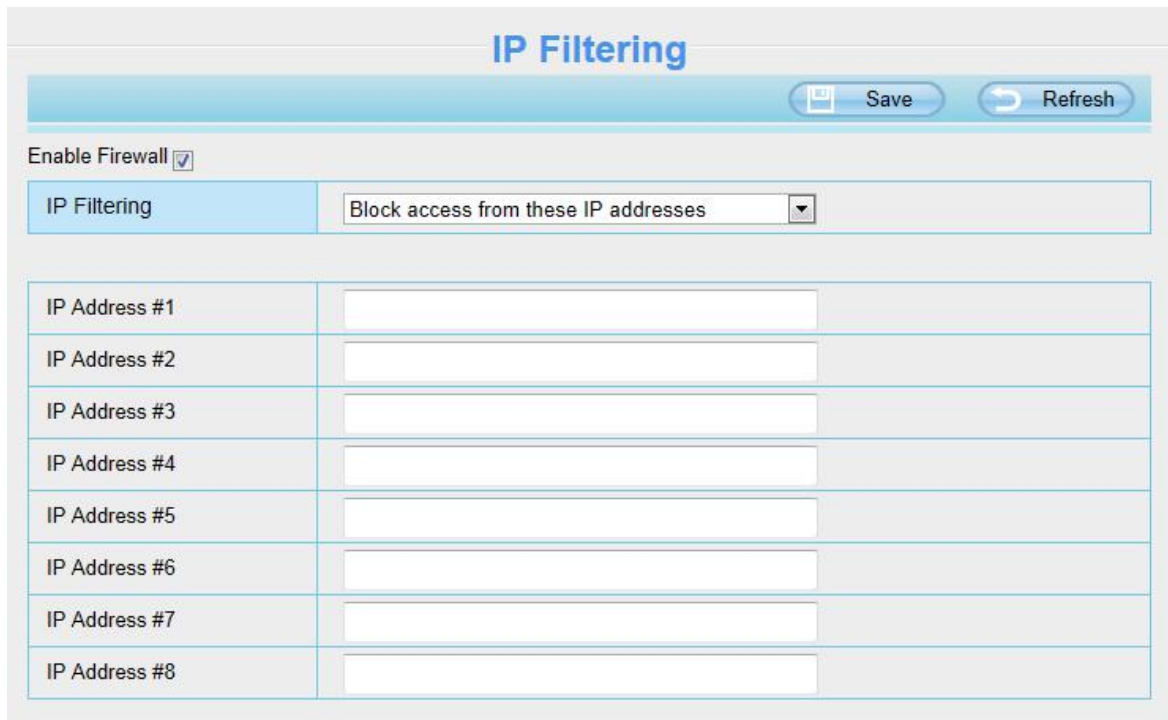 IP Filtering
Save Refresh
Enable Firewall
IP Filtering Block access from these IP addresses
IP Address #1
IP Address #2
IP Address #3
IP Address #4
IP Address #5
IP Address #6
IP Address #7
IP Address #8